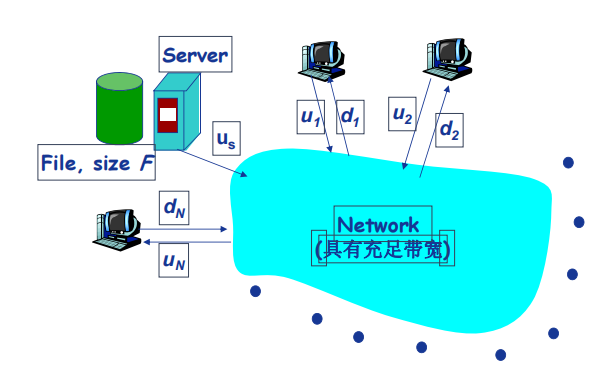 Server
u1
d1
u2
d2
us
File, size F
dN
uN
Network
(具有充足带宽)